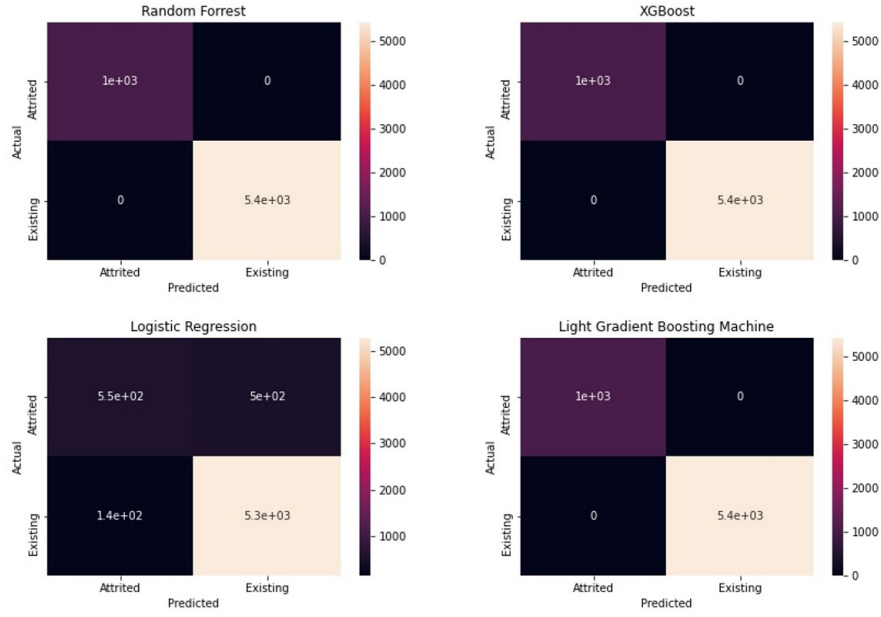 Random Forrest
Attrited
Existing
Actual
1e+03
0
0
5.4e+03
Attrited
Existing
Predicted
5000
4000
3000
2000
1000
0
XGBoost
Attrited
Existing
Actual
1e+03
0
0
5.4e+03
Attrited
Existing
Predicted
5000
4000
3000
2000
1000
0
Logistic Regression
Attrited
Existing
Actual
5.5e+02
5e+02
1.4e+02
5.3e+03
Attrited
Existing
Predicted
5000
4000
3000
2000
1000
Light Gradient Boosting Machine
Attrited
Existing
Actual
1e+03
0
0
5.4e+03
Attrited
Existing
Predicted
5000
4000
3000
2000
1000
0